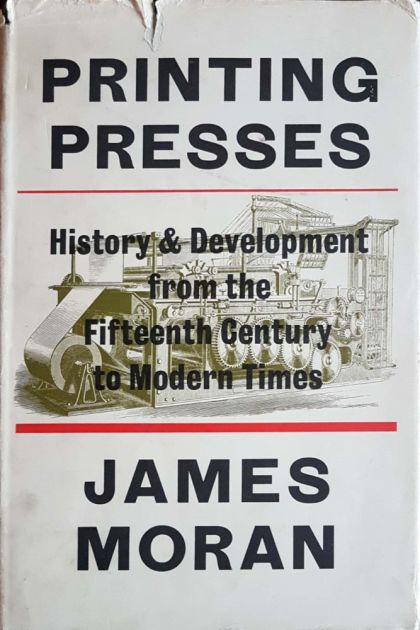 PRINTING
PRESSES
History & Development
from the
Fifteenth Century
to Modern Times
JAMES
MORAN